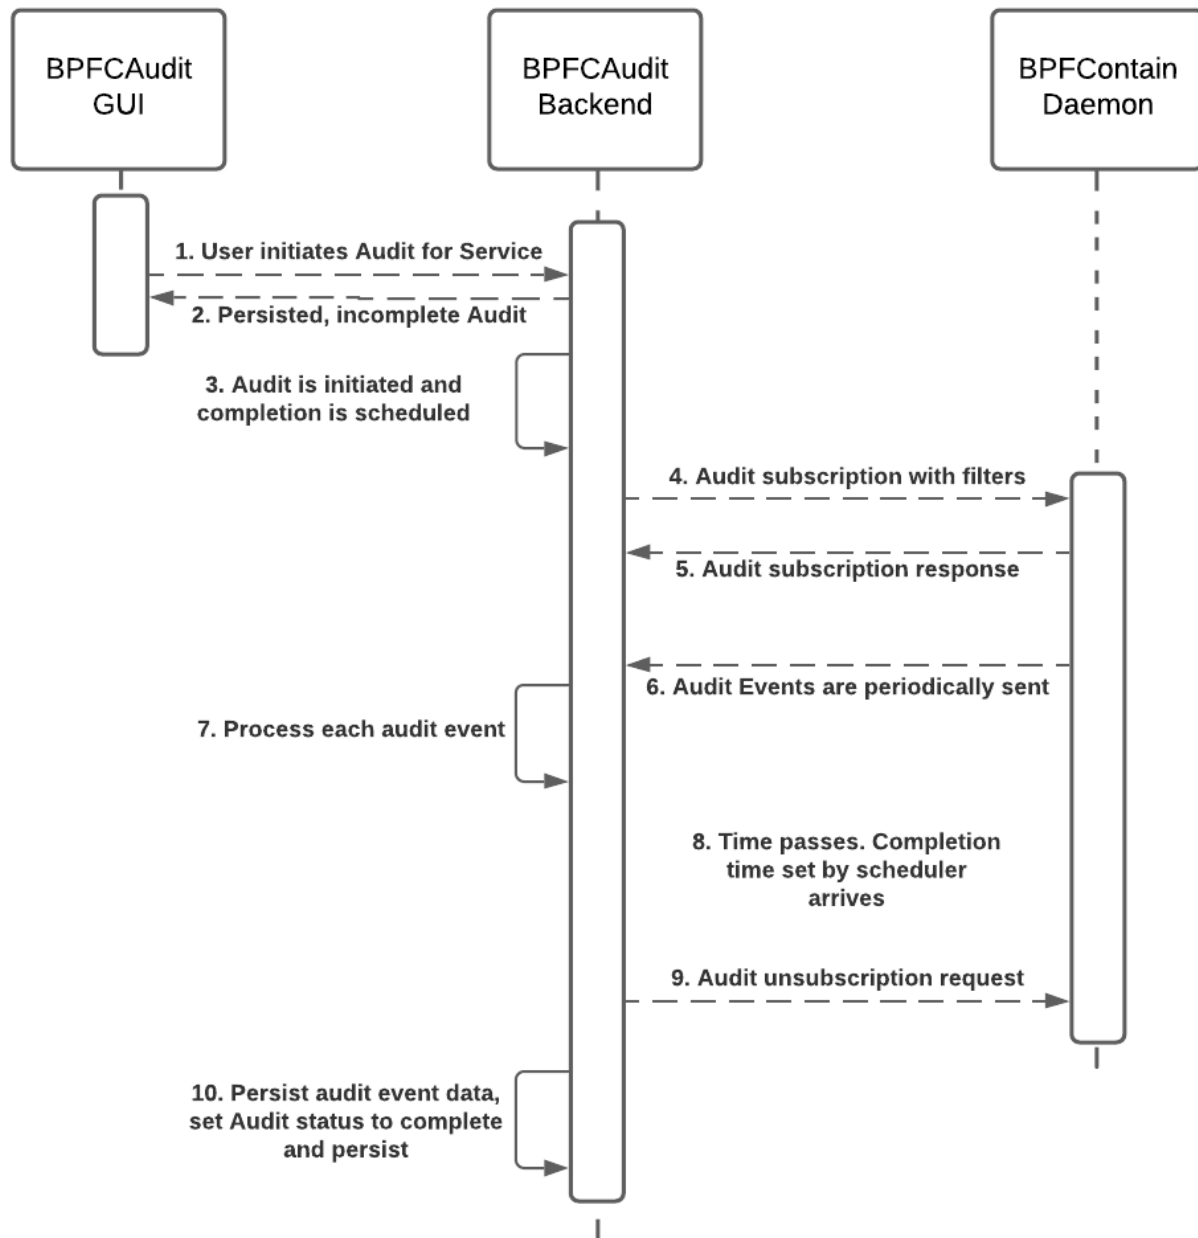 BPFCAudit
GUI
BPFCAudit
Backend
BPFContain
Daemon
1. User initiates Audit for Service
2. Persisted, incomplete Audit
3. Audit is initiated and
completion is scheduled
4. Audit subscription with filters
5. Audit subscription response
6. Audit Events are periodically sent
7. Process each audit event
8. Time passes. Completion
time set by scheduler
arrives
9. Audit unsubscription request
10. Persist audit event data,
set Audit status to complete
and persist